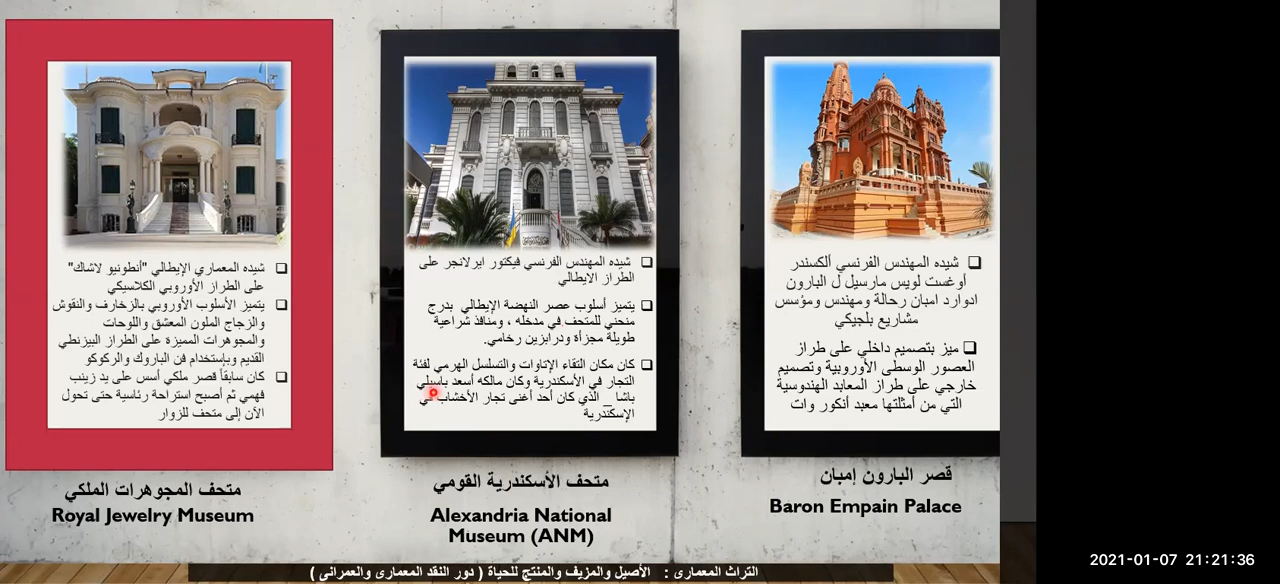 شيده المعماري الإيطالي "أنطونيو لاشاك"
على الطراز الأوروبي الكلاسيكي
يتميز الأسلوب الأوروبي بالزخارف والنقوش
والزجاج الملون المعشق واللوحات
والمجوهرات المميزة على الطراز البيزنطي
القديم وبإستخدام فن الباروك والركوكو
كان سابقاً قصر ملكي أسس على يد زينب
فهمي ثم أصبح استراحة رئاسية حتى تحول
الآن إلى متحف للزوار
متحف المجوهرات الملكي
Royal Jewelry Museum
شيده المهندس الفرنسي فيكتور ايرلانجر على
الطراز الايطالي
يتميز أسلوب عصر النهضة الإيطالي بدرج
منحني للمتحف في مدخله ، ومنافذ شراعية
طويلة مجزأة ودرابزين رخامي.
كان مكان التقاء الإتاوات والتسلسل الهرمي لفئة
التجار في الأسكندرية وكان مالكه أسعد باسيلي
باشا _ الذي كان أحد أغنى تجار الأخشاب في
الإسكندرية
متحف الأسكندرية القومي
Alexandria National
Museum (ANM)
شيده المهندس الفرنسي ألكسندر
أوغست لويس مارسيل ل البارون
ادوارد امبان رحالة ومهندس ومؤسس
مشاريع بلجيكي
ميز بتصميم داخلي على طراز
العصور الوسطى الأوروبية وتصميم
خارجي على طراز المعابد الهندوسية
التي من أمثلتها معبد أنكور وات
قصر البارون إمبان
Baron Empain Palace
التراث المعمارى : الأصيل والمزيف والمنتج للحياة ( دور النقد المعمارى والعمرانى )
2021-01-07 21:21:36